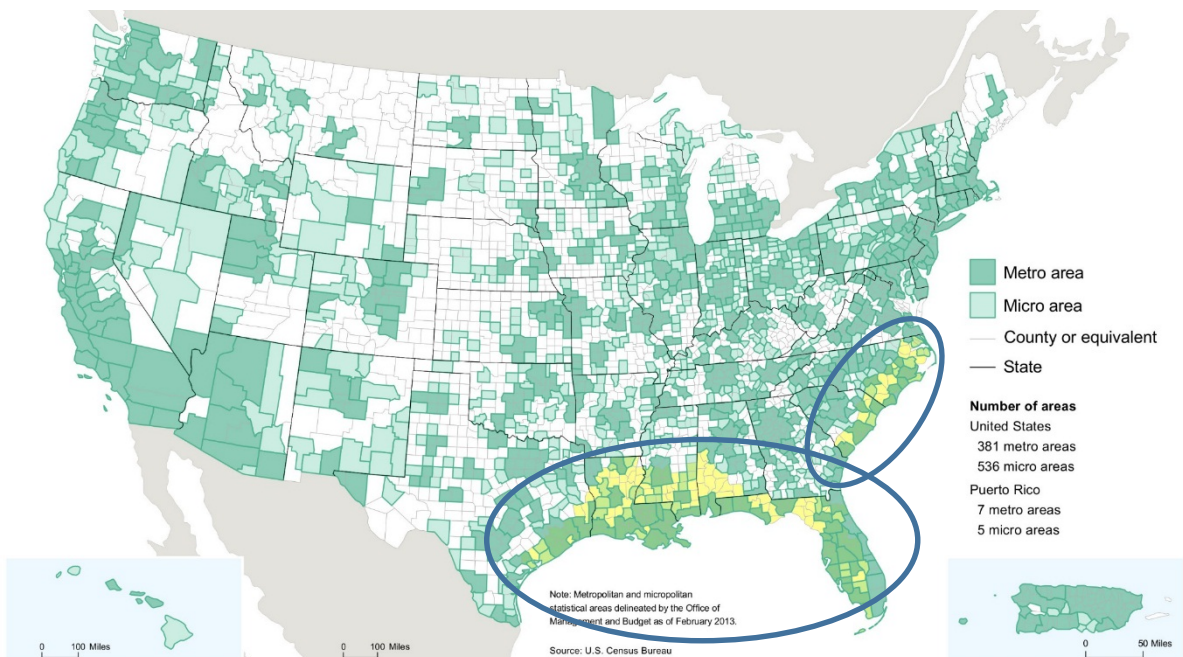 Metro area
Micro area
County or equivalent
State
Number of areas
United States
381 metro areas
536 micro areas
Puerto Rico
7 metro areas
5 micro areas
Note: Metropolitan and micropolitan
statistical areas delineated by the Office of
Management and Budget as of February 2013.
Source: U.S. Census Bureau
0 100 Miles
0 100 Miles
0 50 Miles